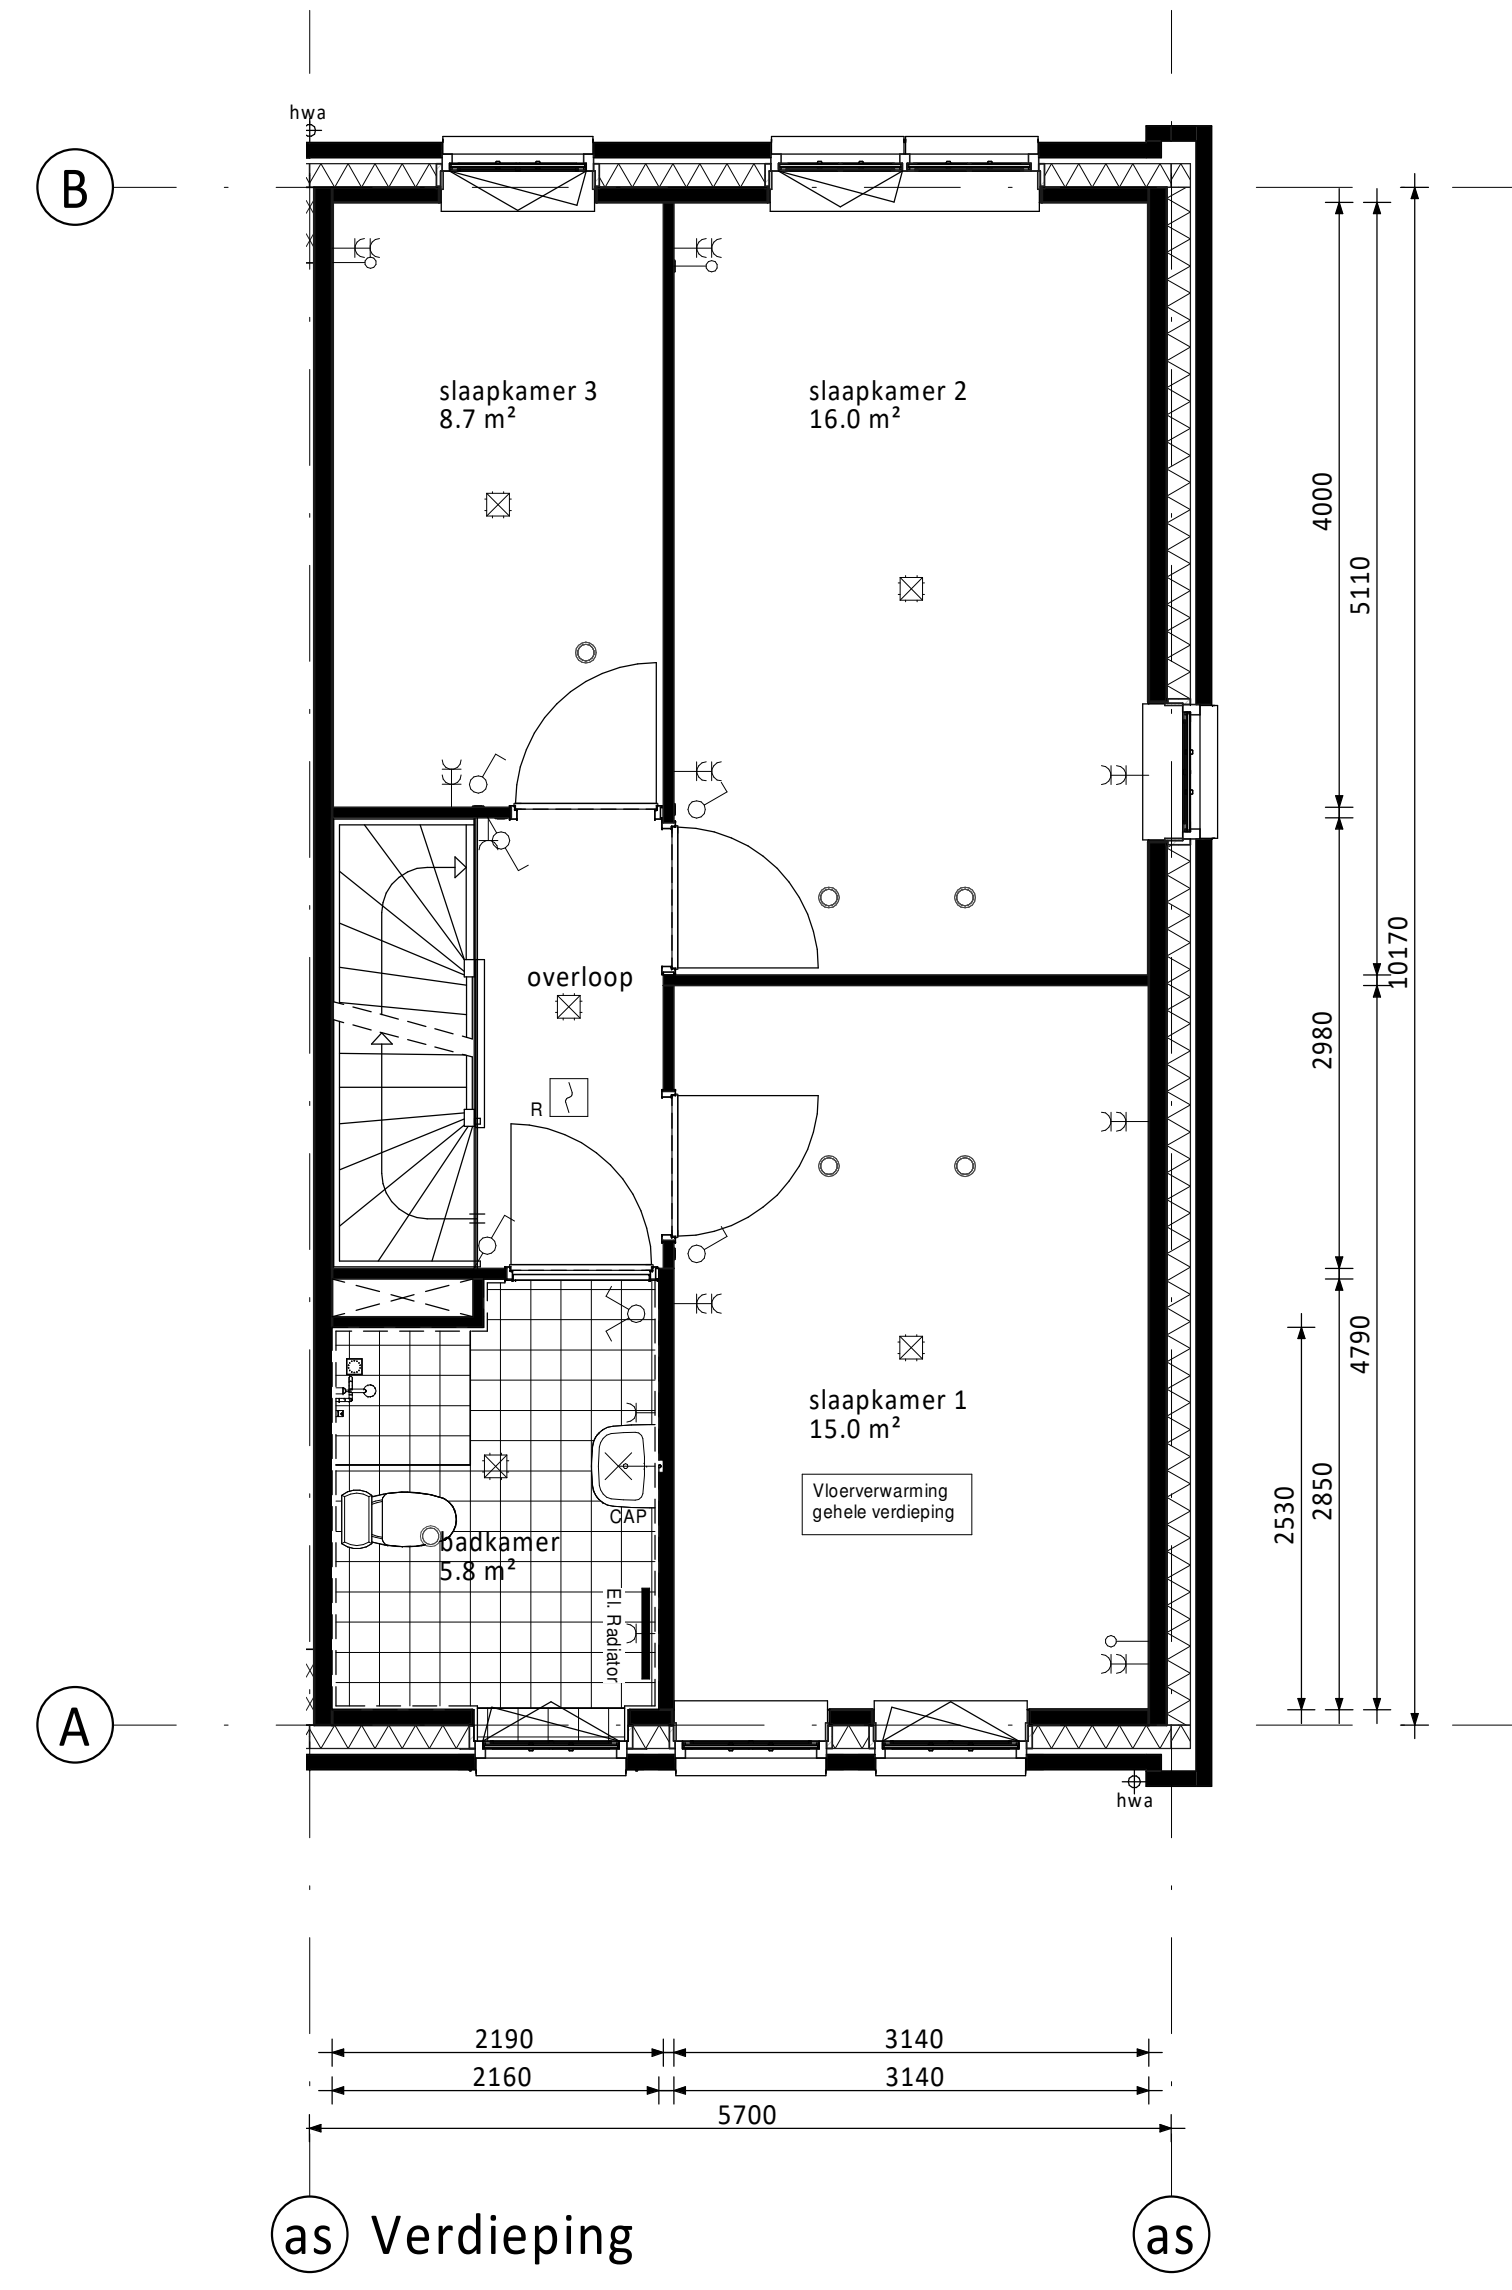 hwa
B
slaapkamer 3
8.7 m²
slaapkamer 2
16.0 m²
4000
5110
10170
overloop
2980
R
slaapkamer 1
15.0 m²
4790
Vloerverwarming
gehele verdieping
2850
2530
CAP
badkamer
5.8 m²
El. Radiator
A
hwa
2190
3140
2160
3140
5700
as
Verdieping
as